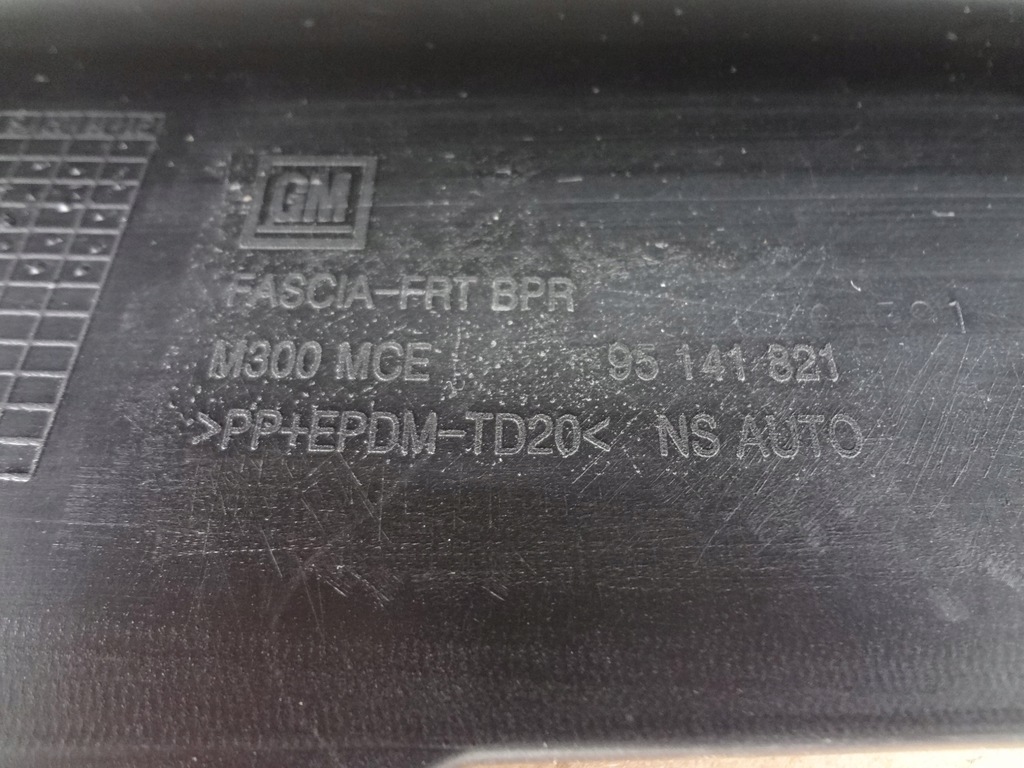 GM
FASCIA-FRT BPR
M300 MCE 95 141 821
>PP+EPDM-TD20< NS AUTO